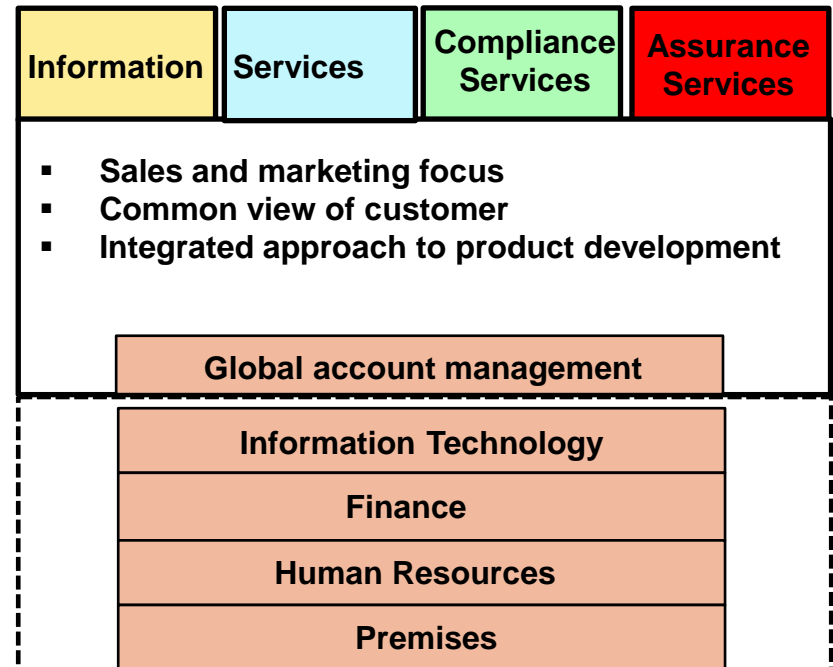 Information
Services
Compliance
Services
Assurance
Services
▪ Sales and marketing focus
▪ Common view of customer
▪ Integrated approach to product development
Global account management
Information Technology
Finance
Human Resources
Premises